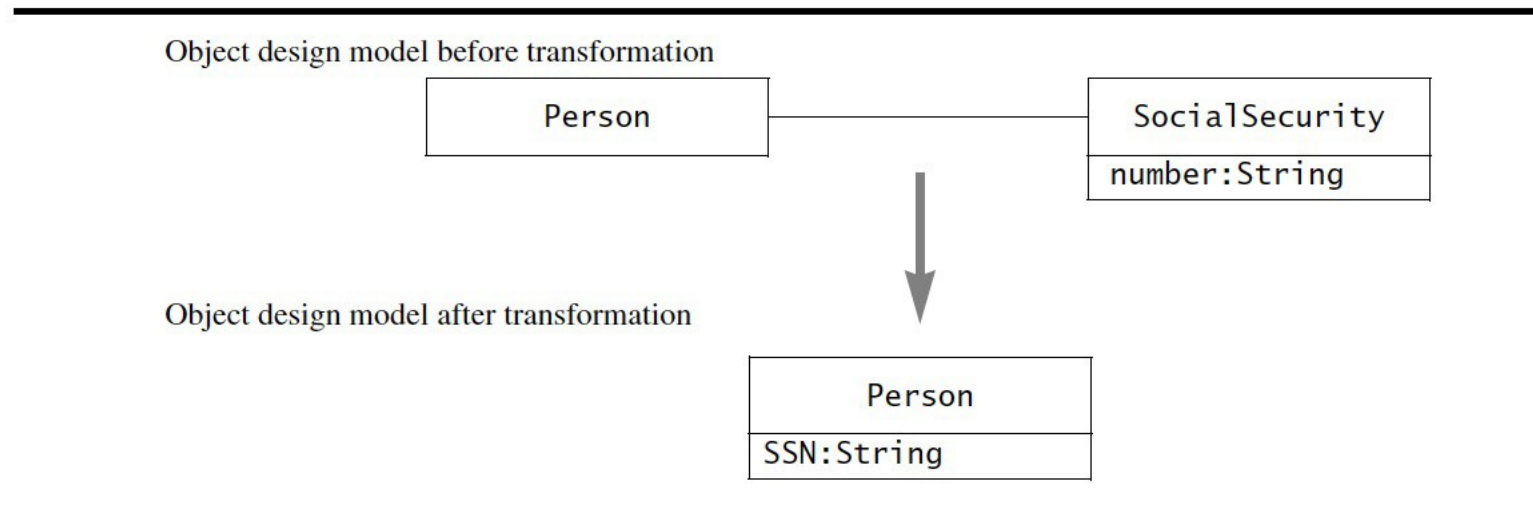 Object design model before transformation
Person
SocialSecurity
number:String
Object design model after transformation
Person
SSN:String